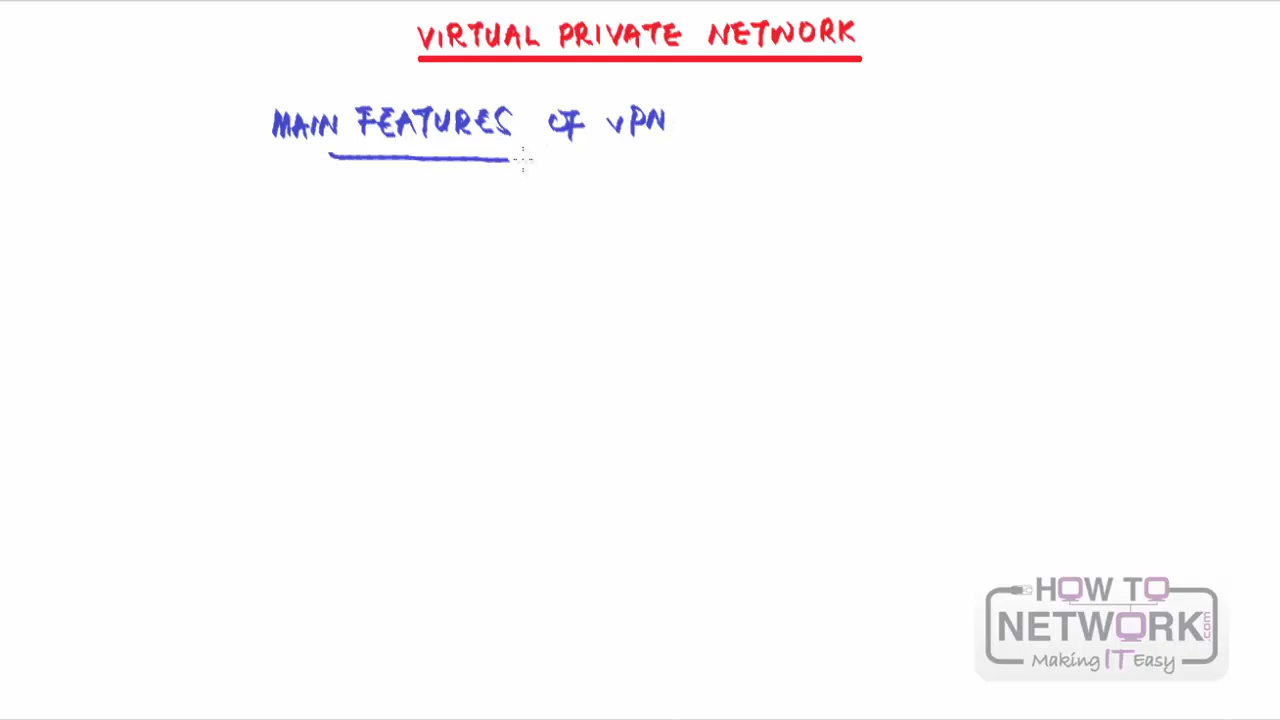 VIRTUAL PRIVATE NETWORK
MAIN FEATURES OF VPN
HOW TO
NETWORK.com
Making IT Easy